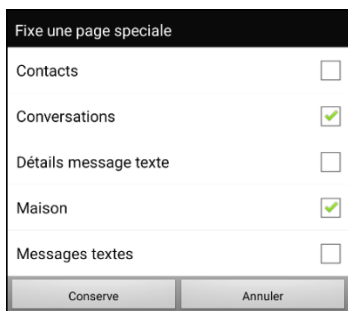 Fixe une page speciale
Contacts
Conversations
Détails message texte
Maison
Messages textes
Conserve Annuler